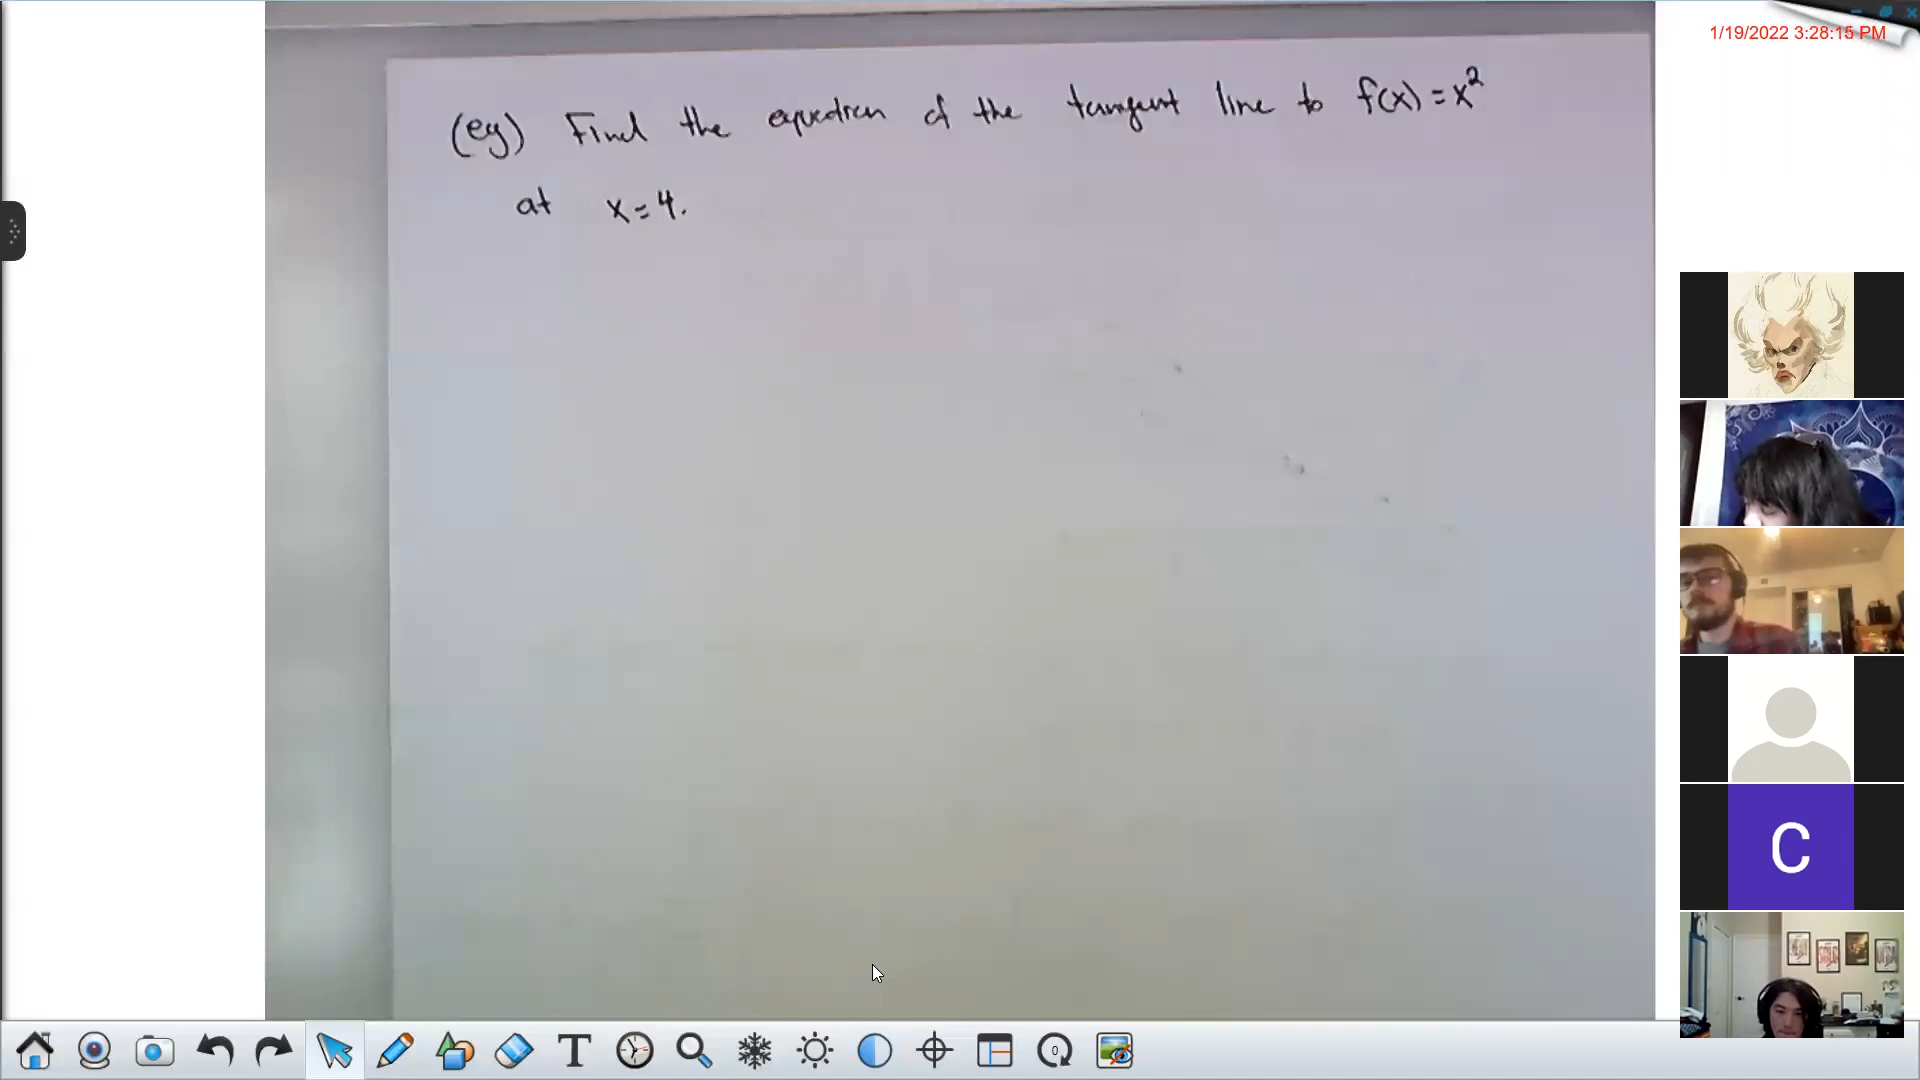 1/19/2022 3:28:15 PM
(eg) Find the equation of the tangent line to f(x) = x²
at x = 4.
C
T
0